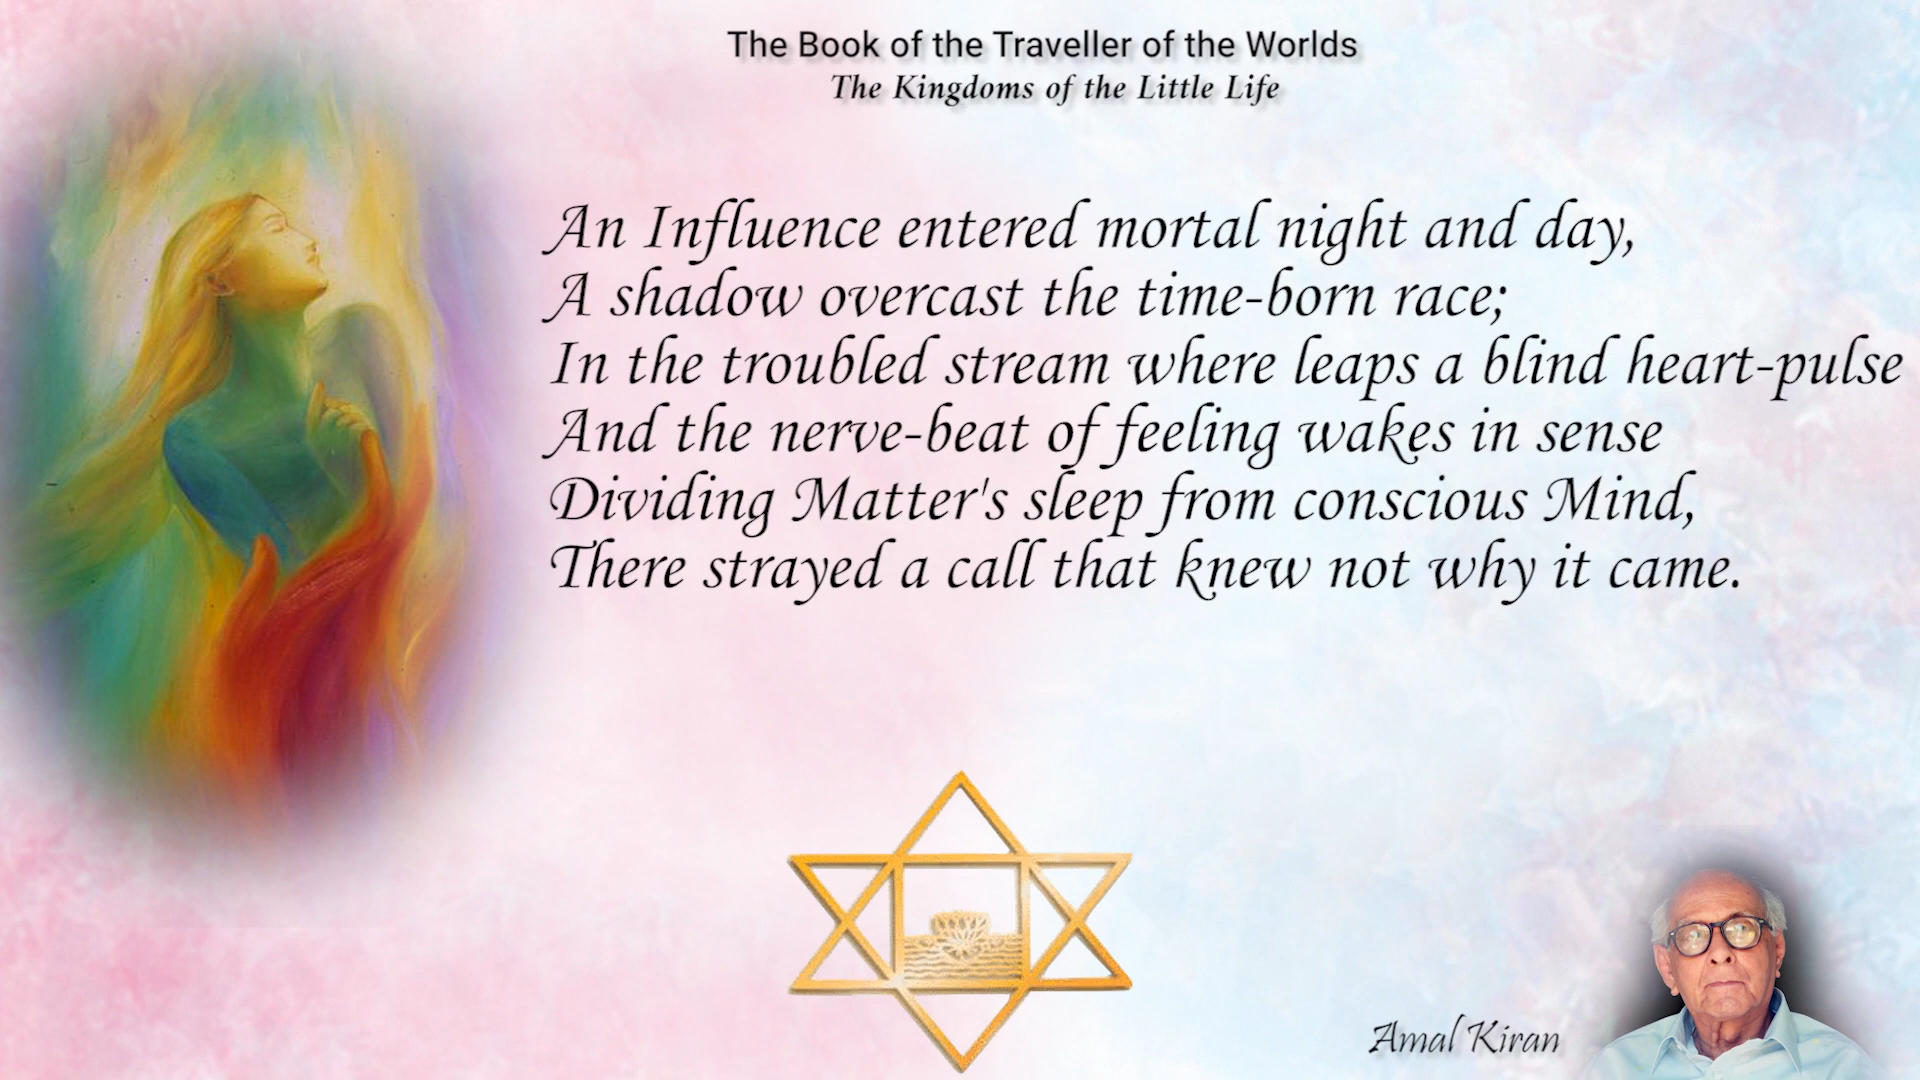 The Book of the Traveller of the Worlds
The Kingdoms of the Little Life
An Influence entered mortal night and day,
A shadow overcast the time-born race;
In the troubled stream where leaps a blind heart-pulse
And the nerve-beat of feeling wakes in sense
Dividing Matter's sleep from conscious Mind,
There strayed a call that knew not why it came.
Amal Kiran